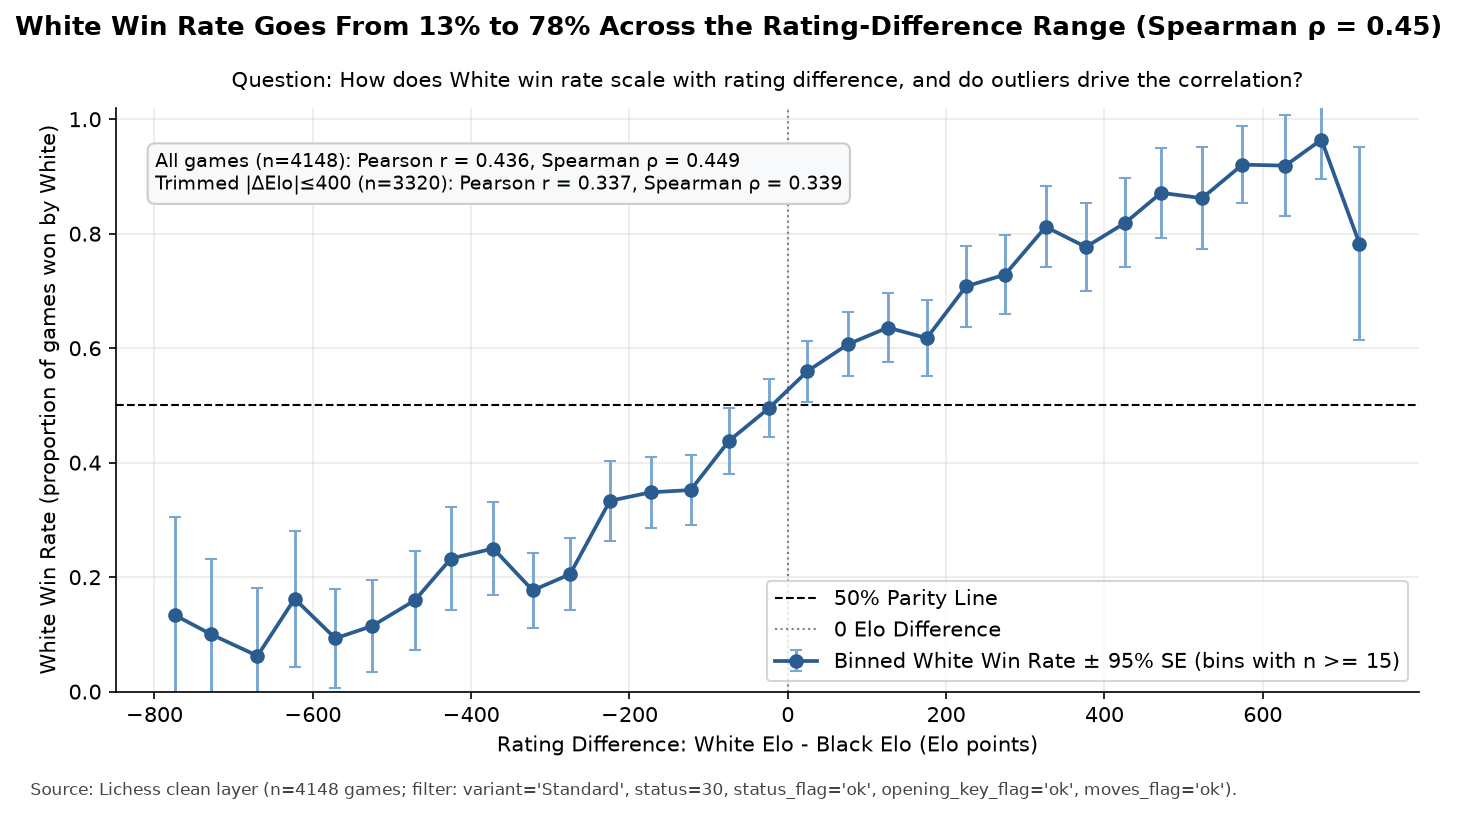 White Win Rate Goes From 13% to 78% Across the Rating-Difference Range (Spearman ρ = 0.45)
Question: How does White win rate scale with rating difference, and do outliers drive the correlation?
White Win Rate (proportion of games won by White)
1.0
0.8
0.6
0.4
0.2
0.0
All games (n=4148): Pearson r = 0.436, Spearman ρ = 0.449
Trimmed |ΔElo|≤400 (n=3320): Pearson r = 0.337, Spearman ρ = 0.339
50% Parity Line
0 Elo Difference
Binned White Win Rate ± 95% SE (bins with n >= 15)
−800 −600 −400 −200 0 200 400 600
Rating Difference: White Elo - Black Elo (Elo points)
Source: Lichess clean layer (n=4148 games; filter: variant='Standard', status=30, status_flag='ok', opening_key_flag='ok', moves_flag='ok').